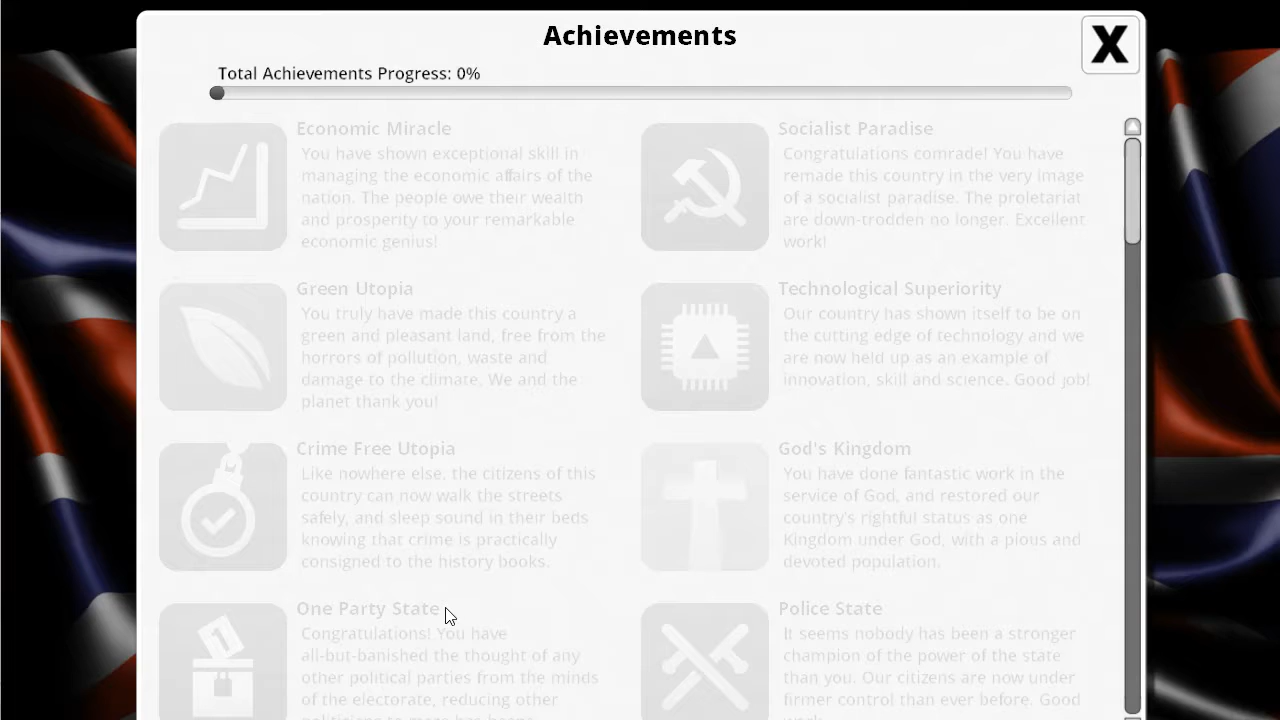 Achievements
X
Total Achievements Progress: 0%
Economic Miracle
You have shown exceptional skill in
managing the economic affairs of the
nation. The people owe their wealth
and prosperity to your remarkable
economic genius!
Socialist Paradise
Congratulations comrade! You have
remade this country in the very image
of a socialist paradise. The proletariat
are down-trodden no longer. Excellent
work!
Green Utopia
You truly have made this country a
green and pleasant land, free from the
horrors of pollution, waste and
damage to the climate. We and the
planet thank you!
Technological Superiority
Our country has shown itself to be on
the cutting edge of technology and we
are now held up as an example of
innovation, skill and science. Good job!
Crime Free Utopia
Like nowhere else, the citizens of this
country can now walk the streets
safely, and sleep sound in their beds
knowing that crime is practically
consigned to the history books.
God's Kingdom
You have done fantastic work in the
service of God, and restored our
country's rightful status as one
Kingdom under God, with a pious and
devoted population.
One Party State
Congratulations! You have
all-but-banished the thought of any
other political parties from the minds
of the electorate, reducing other
1
Police State
It seems nobody has been a stronger
champion of the power of the state
than you. Our citizens are now under
firmer control than ever before. Good